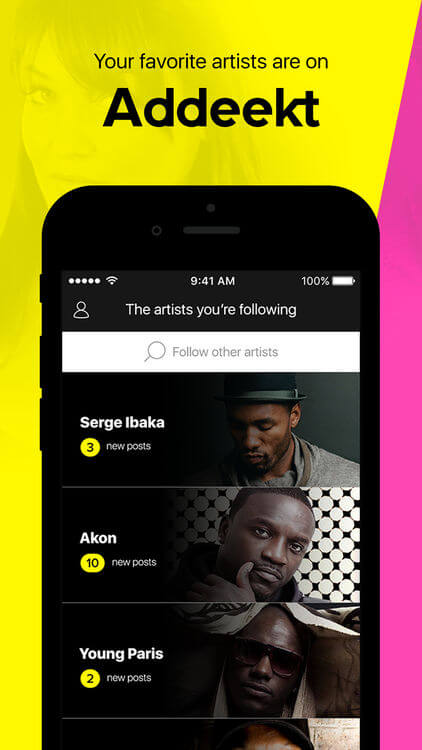 Your favorite artists are on
Addeekt
9:41 AM
100%
The artists you're following
Follow other artists
Serge Ibaka
3 new posts
Akon
10 new posts
Young Paris
2 new posts